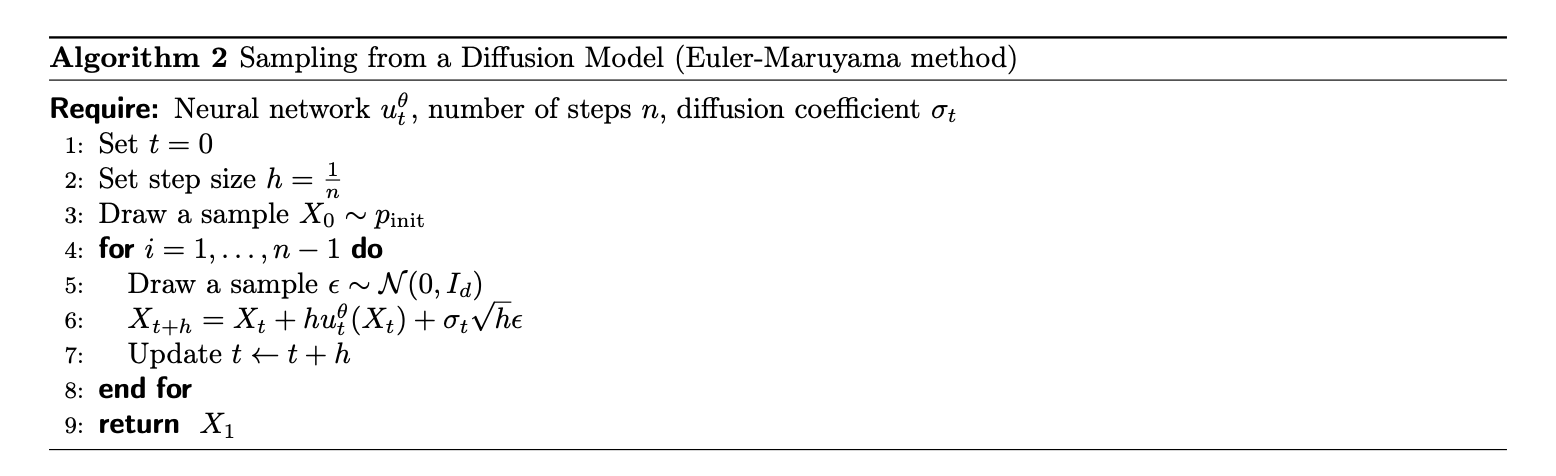 Algorithm 2 Sampling from a Diffusion Model (Euler-Maruyama method)
Require: Neural network $u_t^\theta$, number of steps $n$, diffusion coefficient $\sigma_t$
1: Set $t = 0$
2: Set step size $h = \frac{1}{n}$
3: Draw a sample $X_0 \sim p_{\text{init}}$
4: for $i = 1, \ldots, n - 1$ do
5: Draw a sample $\epsilon \sim \mathcal{N}(0, I_d)$
6: $X_{t+h} = X_t + h u_t^\theta(X_t) + \sigma_t \sqrt{h} \epsilon$
7: Update $t \leftarrow t + h$
8: end for
9: return $X_1$